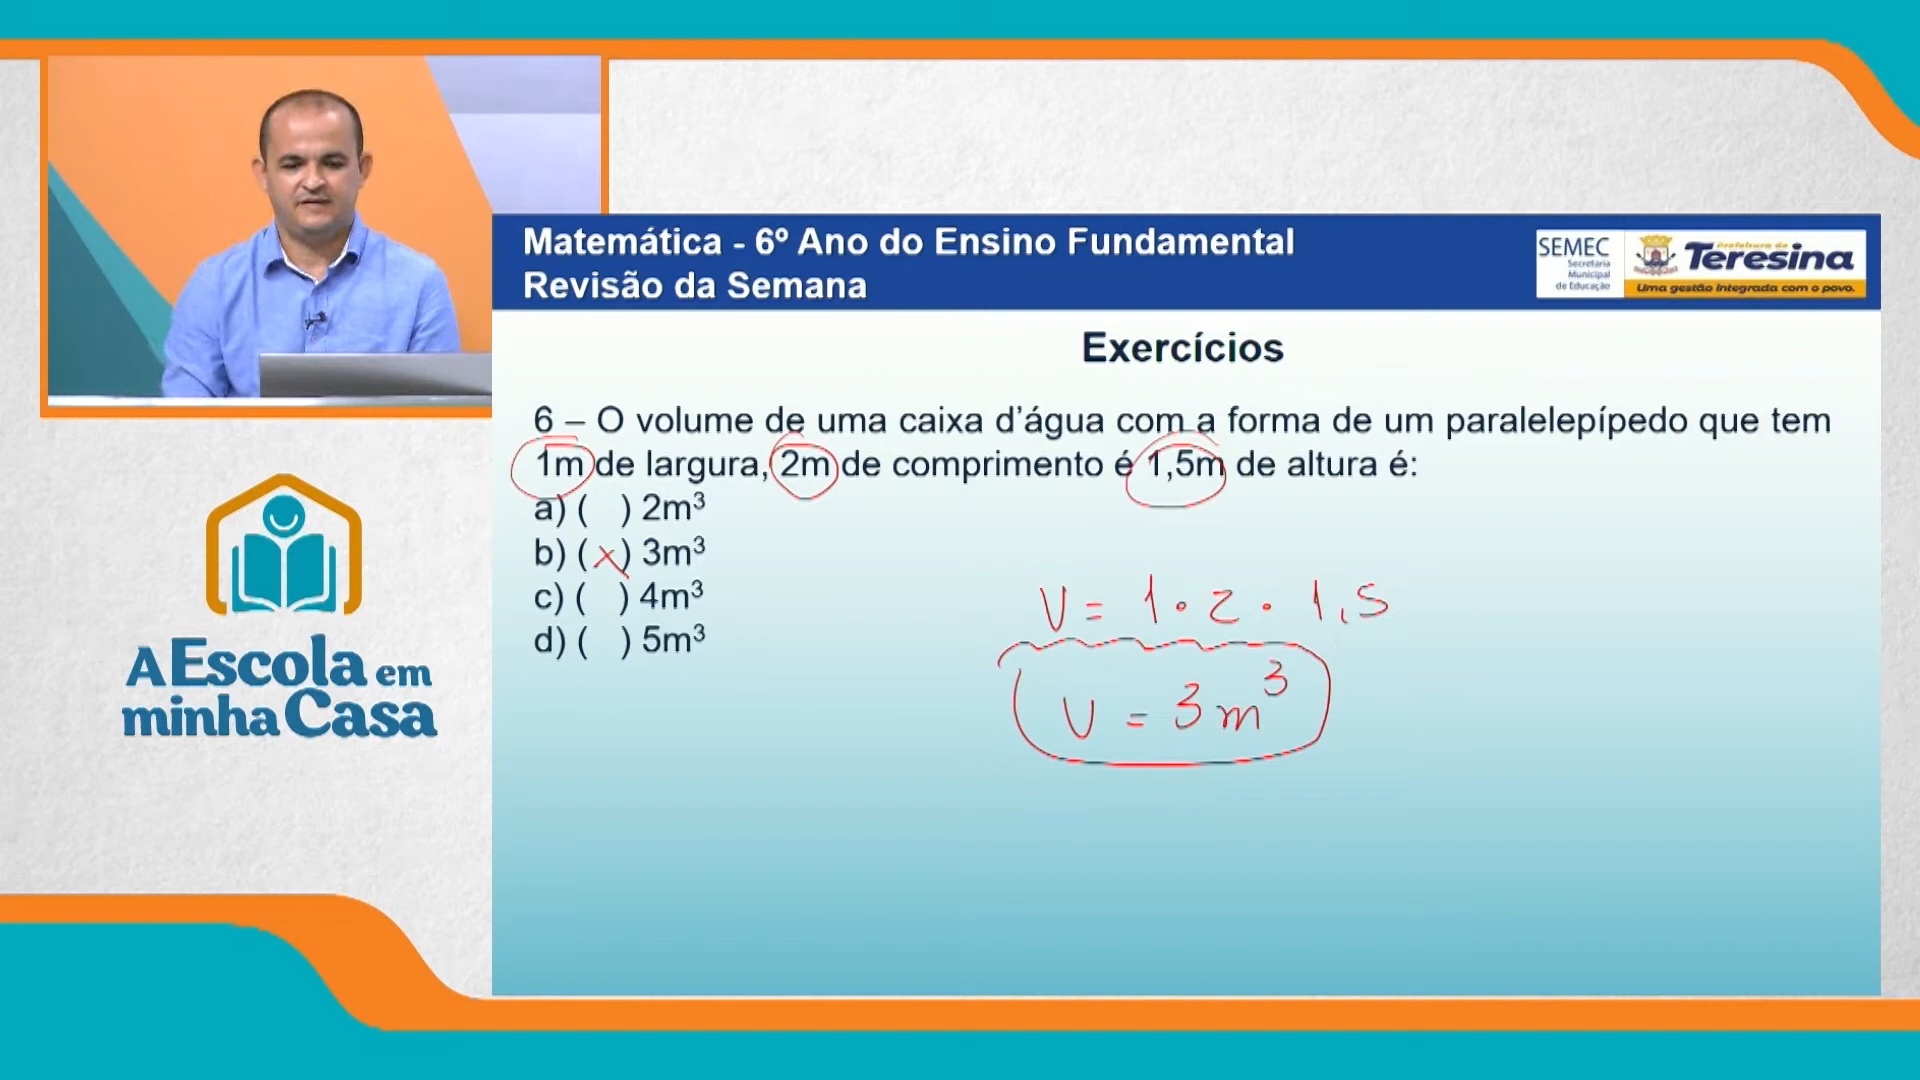 Matemática - 6º Ano do Ensino Fundamental
Revisão da Semana
SEMEC
Secretaria
Municipal
de Educação
Prefeitura de
Teresina
Uma gestão integrada com o povo.
Exercícios
6 – O volume de uma caixa d’água com a forma de um paralelepípedo que tem
1m de largura, 2m de comprimento é 1,5m de altura é:
a) ( ) 2m³
b) (x) 3m³
c) ( ) 4m³
d) ( ) 5m³
V = 1 · 2 · 1,5
V = 3 m³
A Escola em
minha Casa